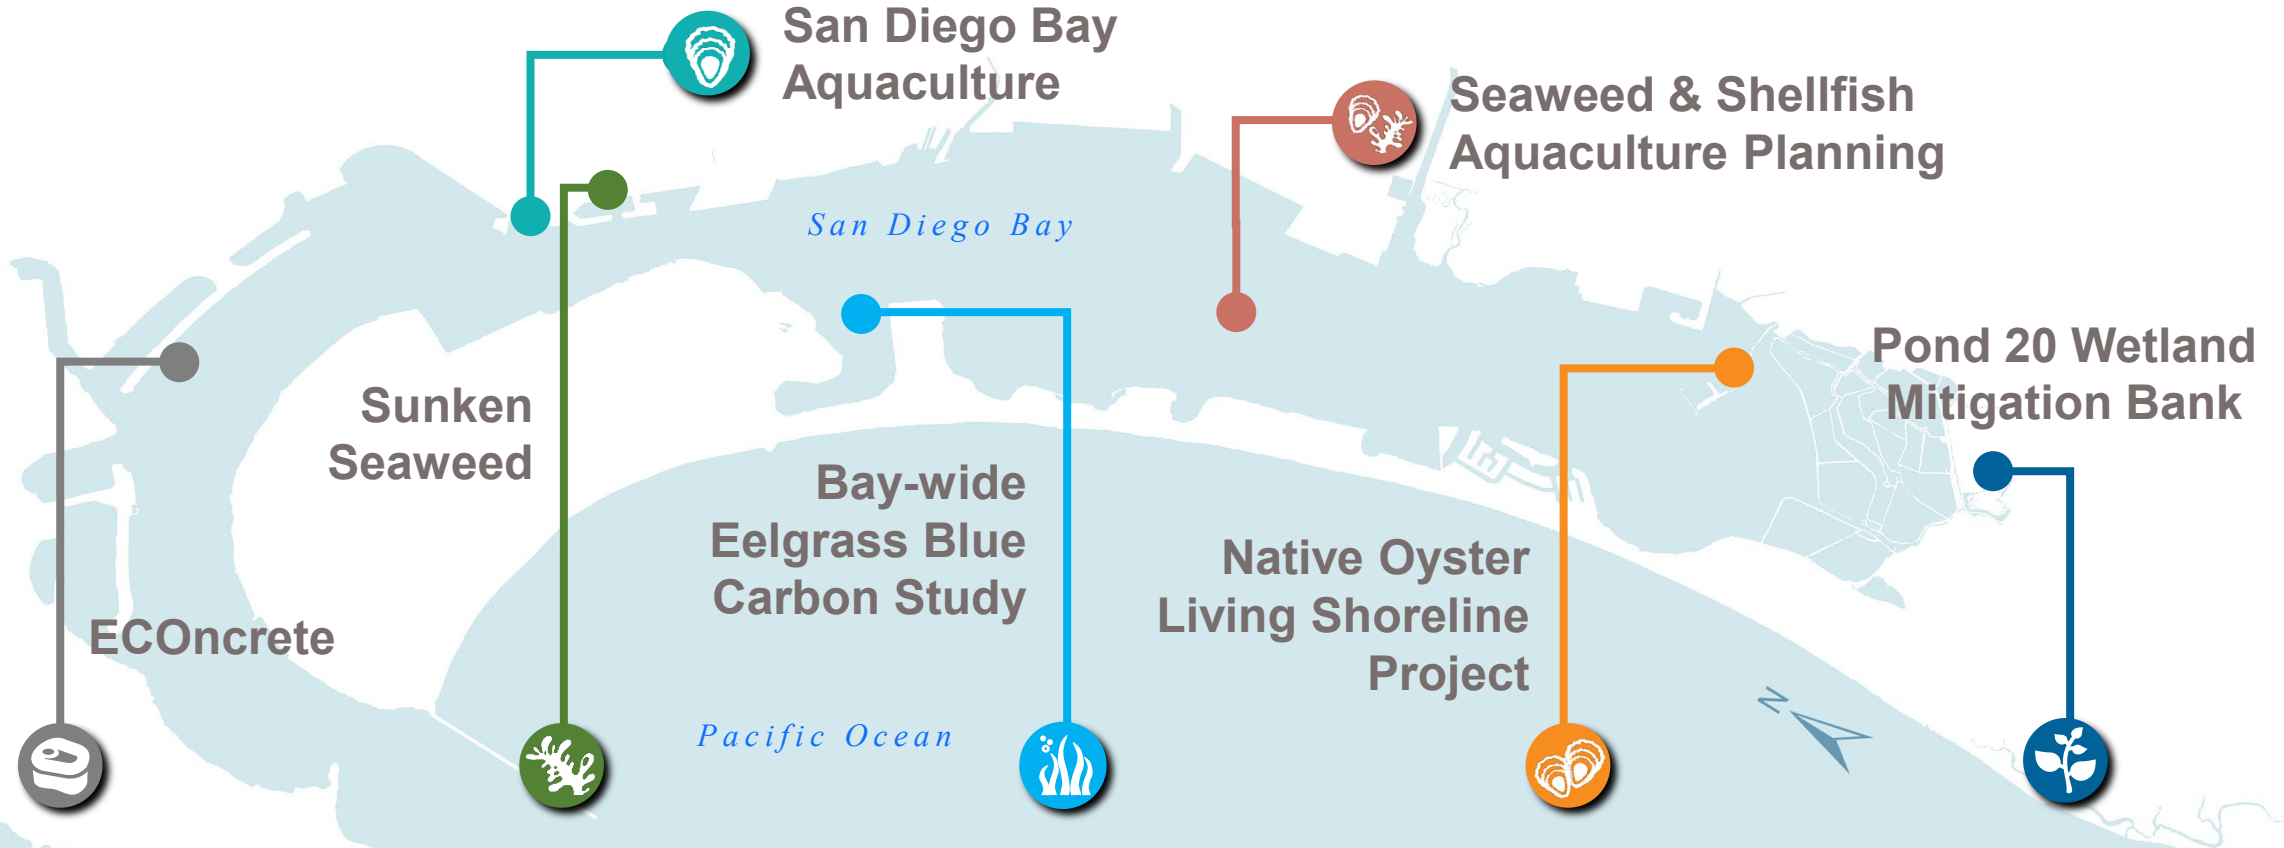 San Diego Bay
Aquaculture
Seaweed & Shellfish
Aquaculture Planning
San Diego Bay
Pond 20 Wetland
Mitigation Bank
Sunken
Seaweed
Bay-wide
Eelgrass Blue
Carbon Study
Native Oyster
Living Shoreline
Project
ECOncrete
Pacific Ocean
N